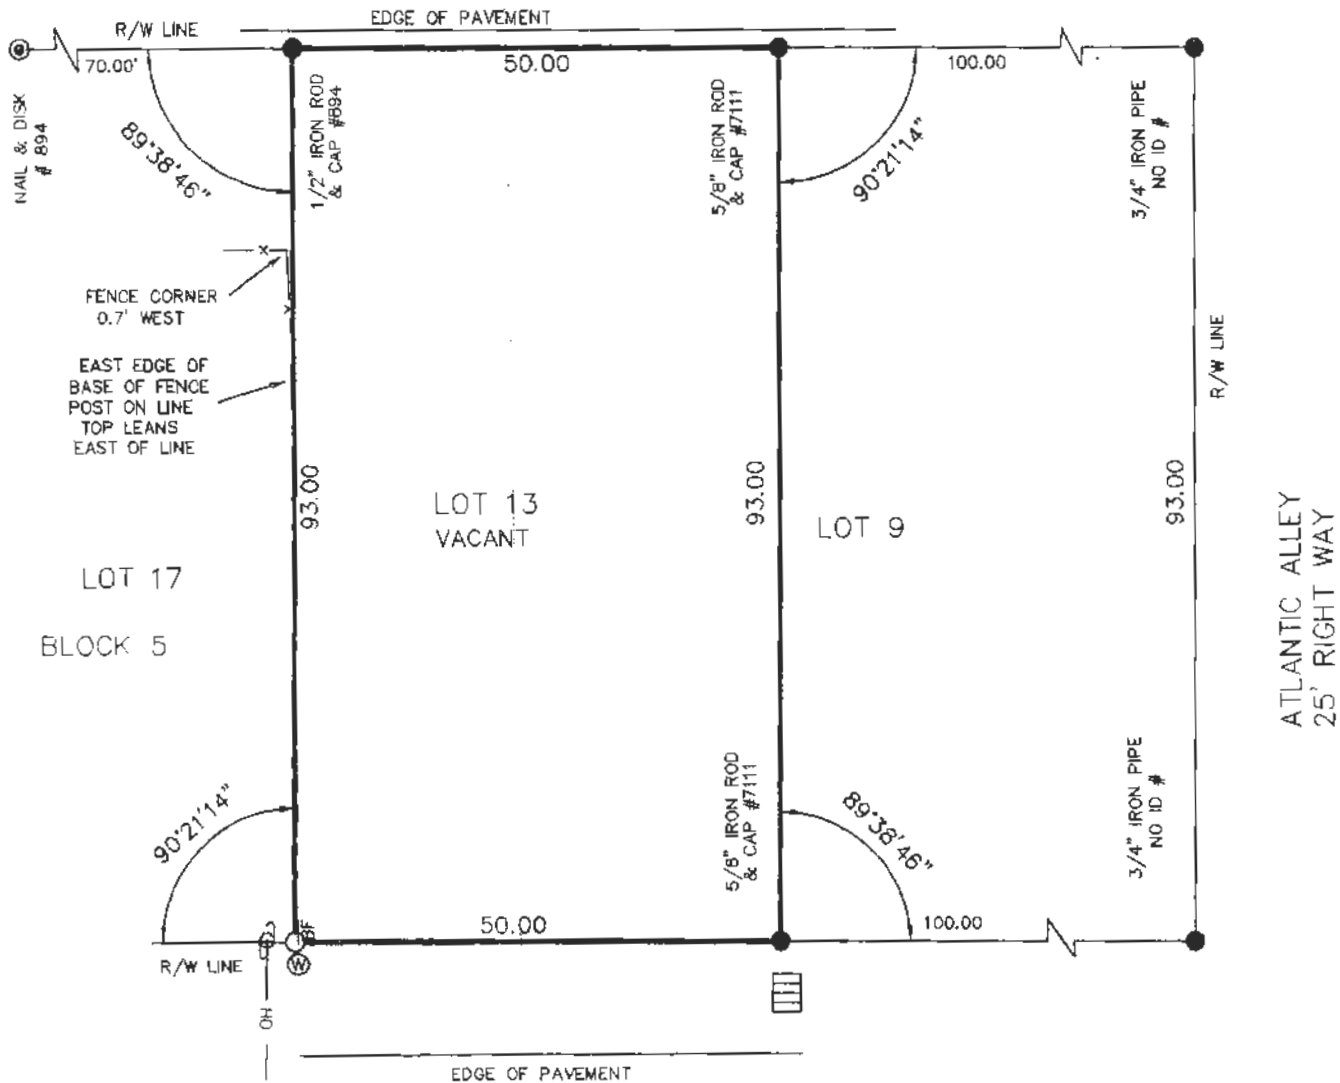 EDGE OF PAVEMENT
R/W LINE
70.00'
50.00
100.00
NAIL & DISK
# 894
89°38'46"
1/2" IRON ROD
& CAP #894
5/8" IRON ROD
& CAP #7111
90°21'14"
3/4" IRON PIPE
NO ID #
FENCE CORNER
0.7' WEST
EAST EDGE OF
BASE OF FENCE
POST ON LINE
TOP LEANS
EAST OF LINE
R/W LINE
93.00
LOT 13
VACANT
93.00
LOT 9
93.00
LOT 17
BLOCK 5
ATLANTIC ALLEY
25' RIGHT WAY
90°21'14"
5/8" IRON ROD
& CAP #7111
89°38'46"
3/4" IRON PIPE
NO ID #
50.00
100.00
R/W LINE
W
OH
EDGE OF PAVEMENT